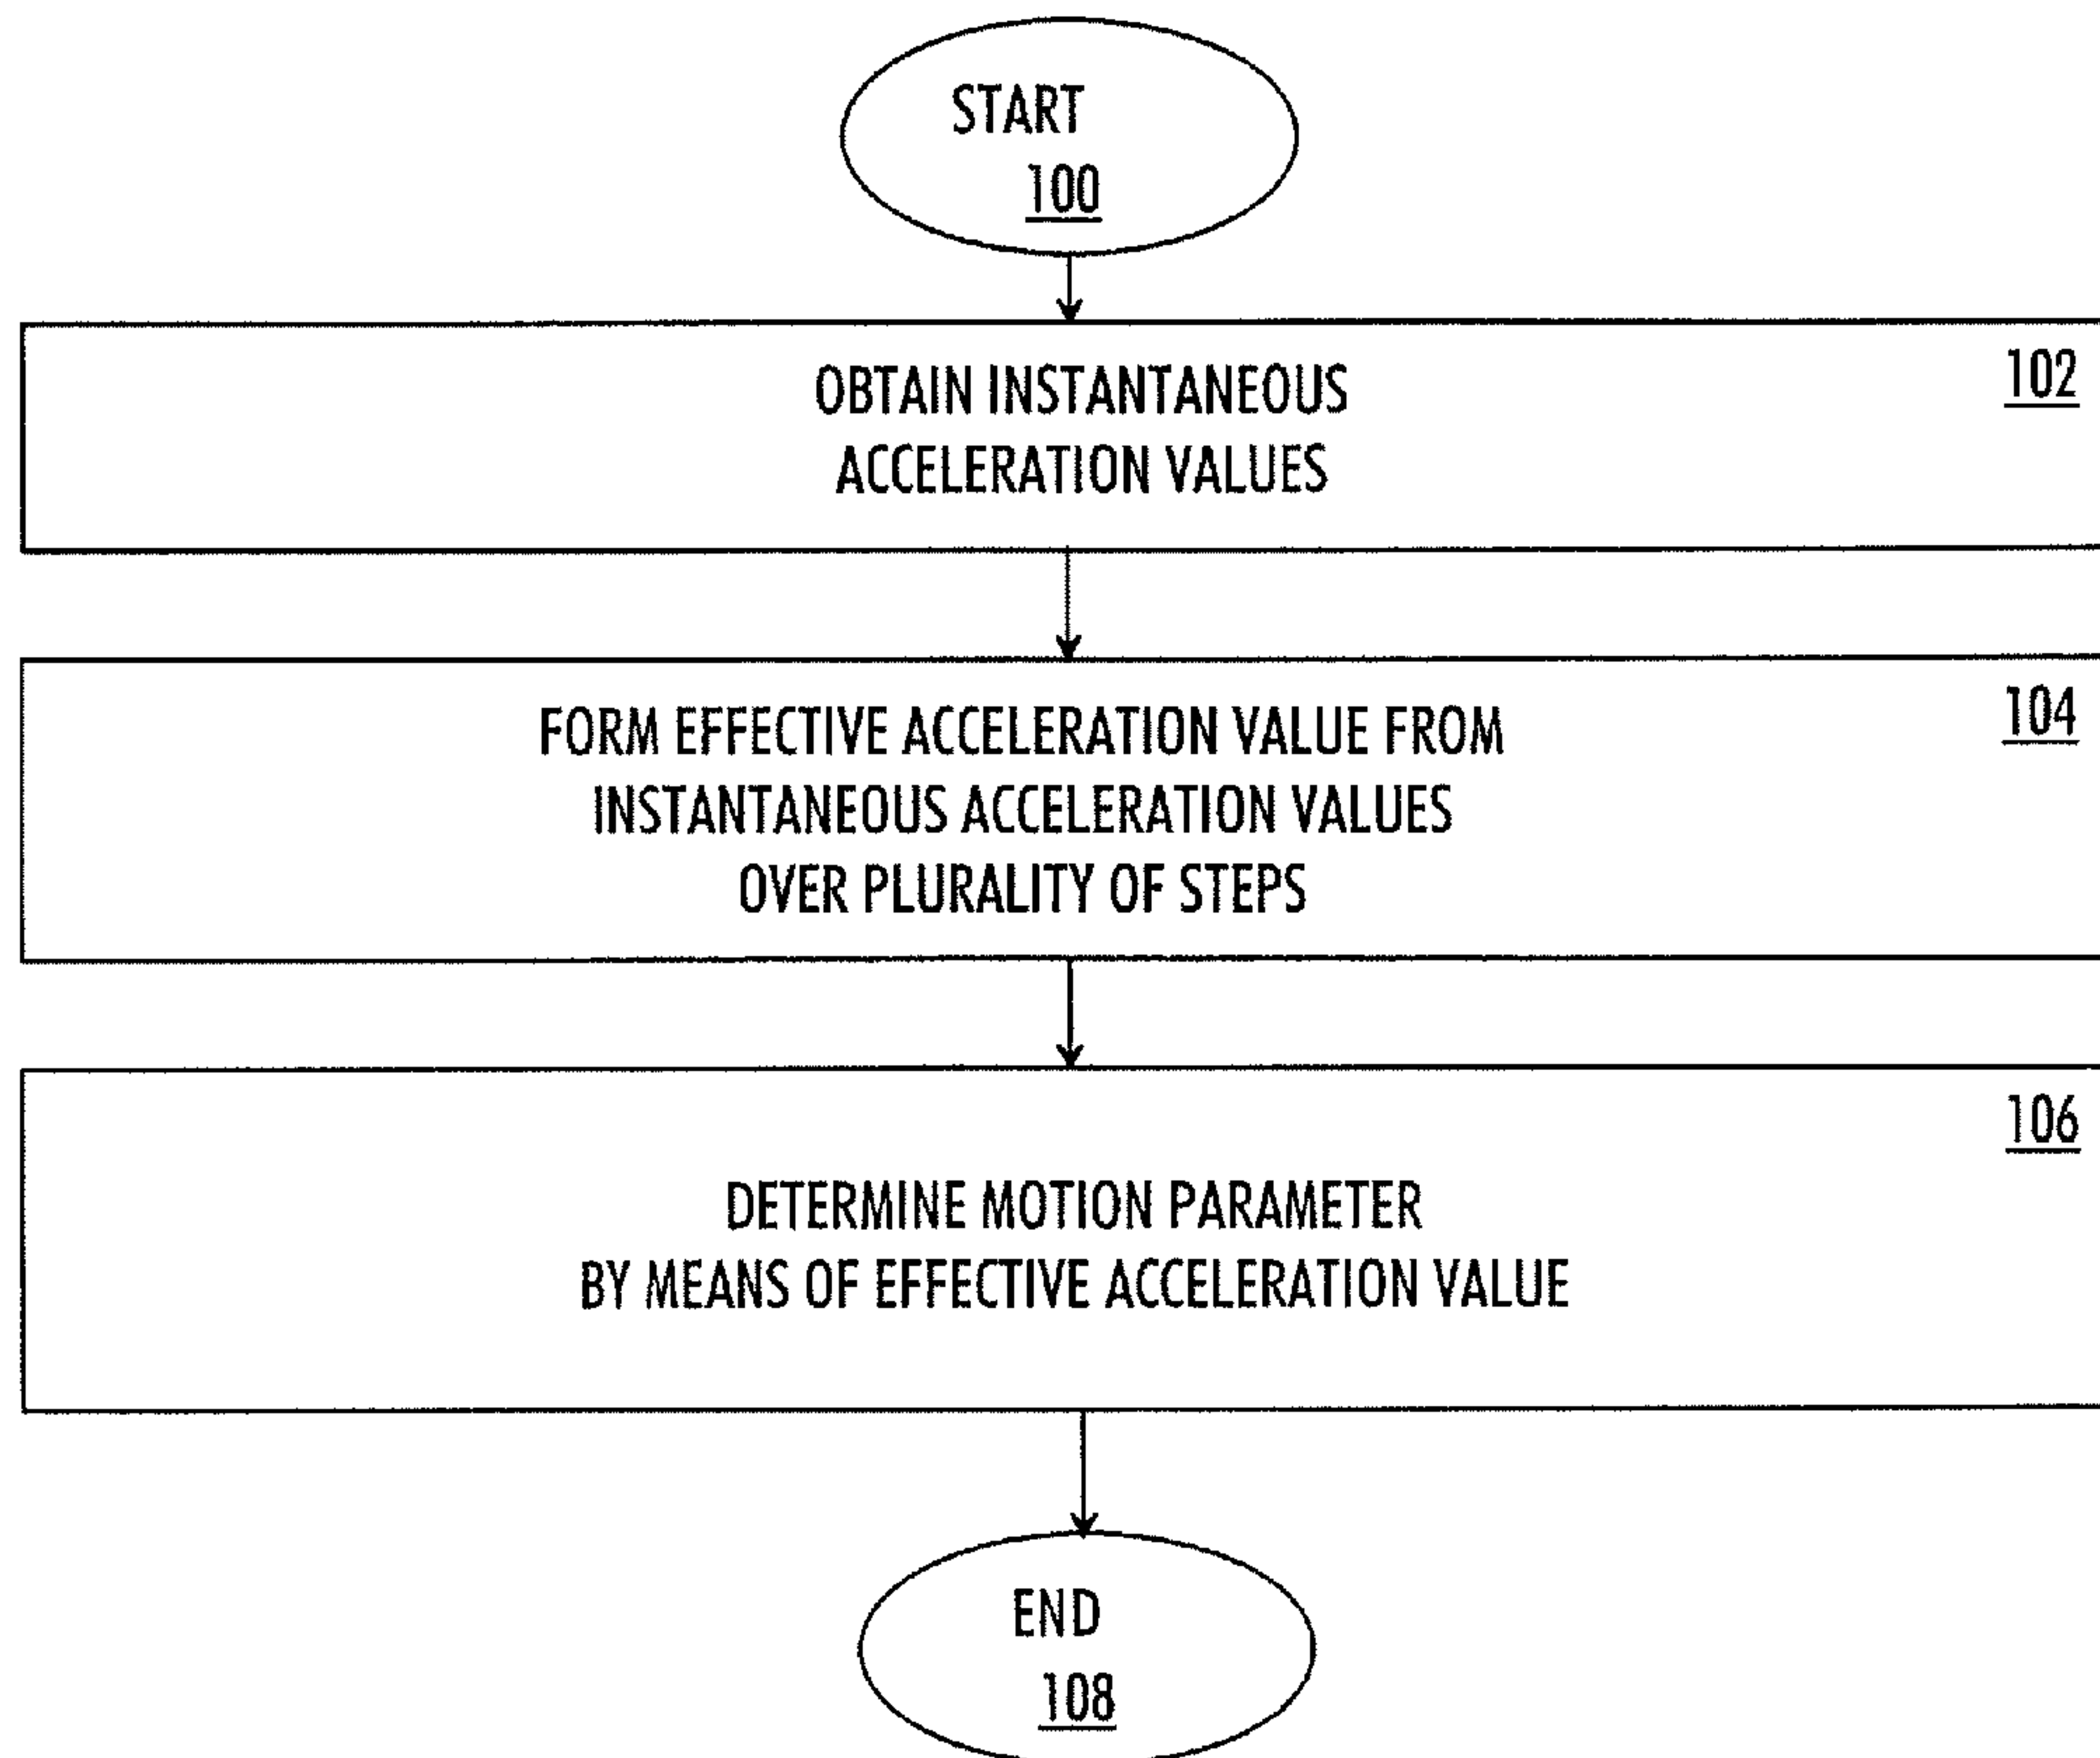 START
100
102
OBTAIN INSTANTANEOUS
ACCELERATION VALUES
104
FORM EFFECTIVE ACCELERATION VALUE FROM
INSTANTANEOUS ACCELERATION VALUES
OVER PLURALITY OF STEPS
106
DETERMINE MOTION PARAMETER
BY MEANS OF EFFECTIVE ACCELERATION VALUE
END
108